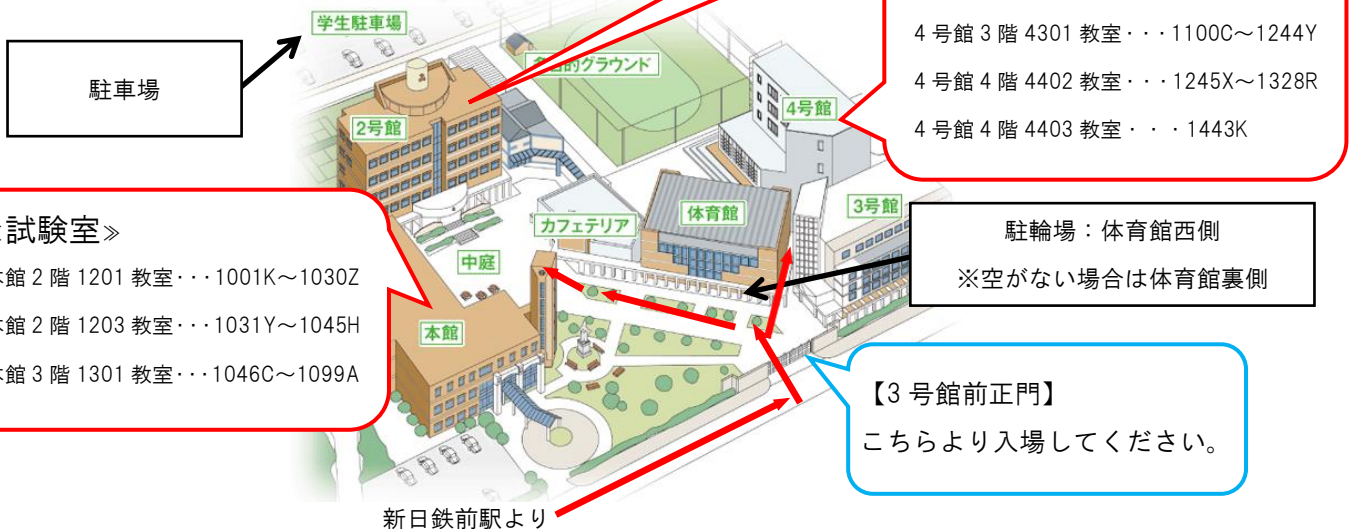 学生駐車場
駐車場
4号館3階4301教室・・・1100C~1244Y
4号館4階4402教室・・・1245X~1328R
4号館4階4403教室・・・1443K
グラウンド
2号館
4号館
試験室≫
館2階1201教室・・・1001K~1030Z
館2階1203教室・・・1031Y~1045H
館3階1301教室・・・1046C~1099A
カフェテリア
体育館
3号館
中庭
本館
駐輪場:体育館西側
※空がない場合は体育館裏側
【3号館前正門】
こちらより入場してください。
新日鉄前駅より